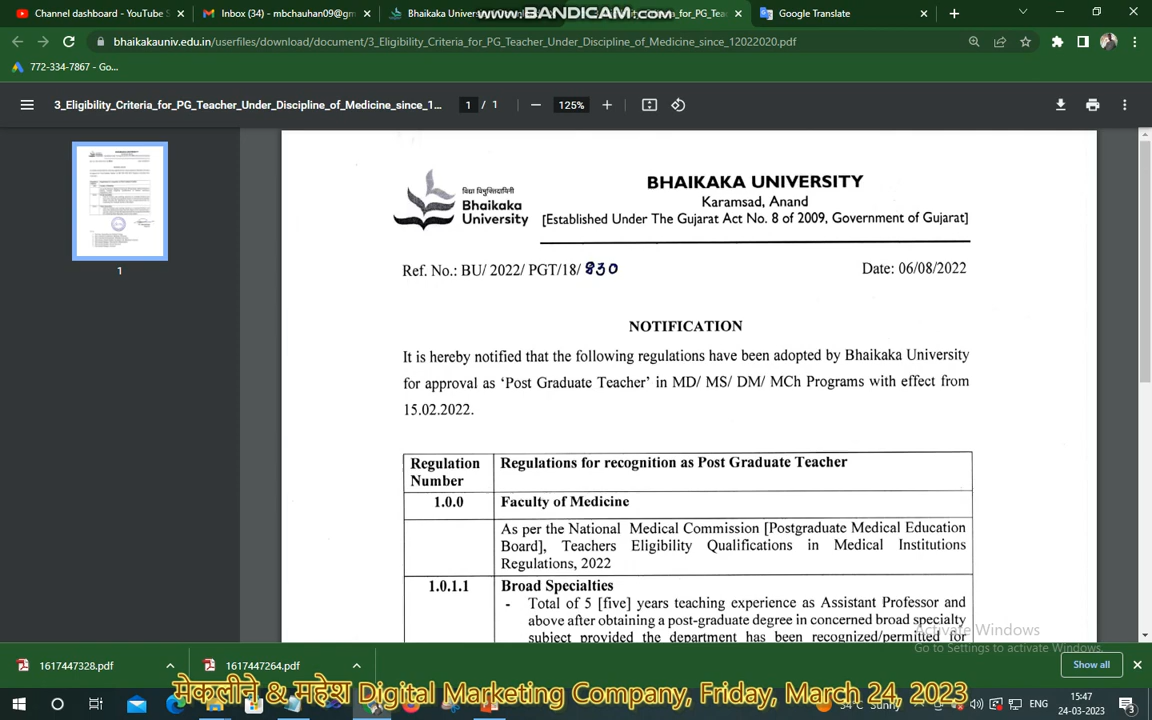 Channel dashboard - YouTube S
Inbox (34) - mbchauhan09@gm
Bhaikaka Univers
www.BANDICAM.com
_for_PG_Tea
Google Translate
bhaikakauniv.edu.in/userfiles/download/document/3_Eligibility_Criteria_for_PG_Teacher_Under_Discipline_of_Medicine_since_12022020.pdf
772-334-7867 - Go...
3_Eligibility_Criteria_for_PG_Teacher_Under_Discipline_of_Medicine_since_1...
1 / 1
125%
1
विद्या विमुक्तिदायिनी
Bhaikaka
University
BHAIKAKA UNIVERSITY
Karamsad, Anand
[Established Under The Gujarat Act No. 8 of 2009, Government of Gujarat]
Ref. No.: BU/ 2022/ PGT/18/ 830
Date: 06/08/2022
NOTIFICATION
It is hereby notified that the following regulations have been adopted by Bhaikaka University
for approval as ‘Post Graduate Teacher’ in MD/ MS/ DM/ MCh Programs with effect from
15.02.2022.
Regulation Number
Regulations for recognition as Post Graduate Teacher
1.0.0
Faculty of Medicine
As per the National Medical Commission [Postgraduate Medical Education
Board], Teachers Eligibility Qualifications in Medical Institutions
Regulations, 2022
1.0.1.1
Broad Specialties
- Total of 5 [five] years teaching experience as Assistant Professor and
above after obtaining a post-graduate degree in concerned broad specialty
subject provided the department has been recognized/permitted for
Activate Windows
Go to Settings to activate Windows.
1617447328.pdf
1617447264.pdf
Show all
मेकलीने & महेश Digital Marketing Company, Friday, March 24, 2023
34°C Sunny
ENG
15:47
24-03-2023
3